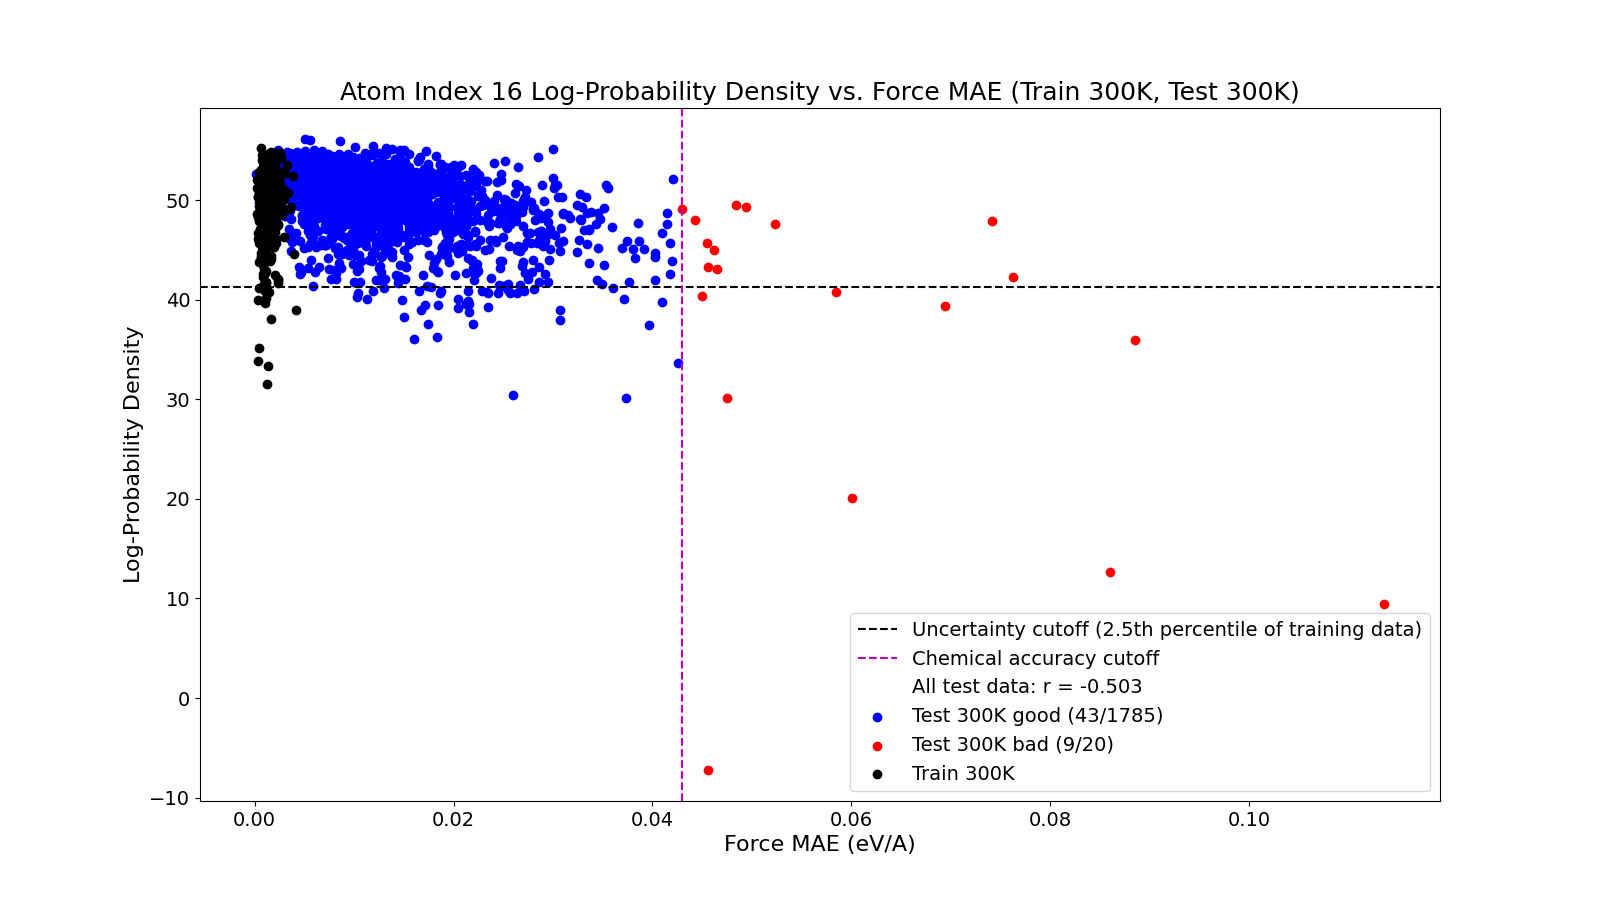 Atom Index 16 Log-Probability Density vs. Force MAE (Train 300K, Test 300K)
Log-Probability Density
50
40
30
20
10
0
−10
0.00
0.02
0.04
0.06
0.08
0.10
Force MAE (eV/A)
Uncertainty cutoff (2.5th percentile of training data)
Chemical accuracy cutoff
All test data: r = -0.503
Test 300K good (43/1785)
Test 300K bad (9/20)
Train 300K